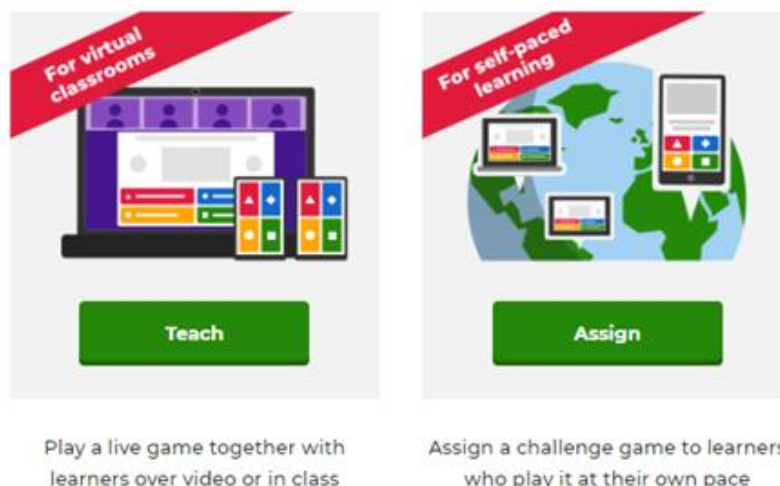 For virtual
classrooms
For self-paced
learning
Teach
Assign
Play a live game together with
learners over video or in class
Assign a challenge game to learners
who play it at their own pace